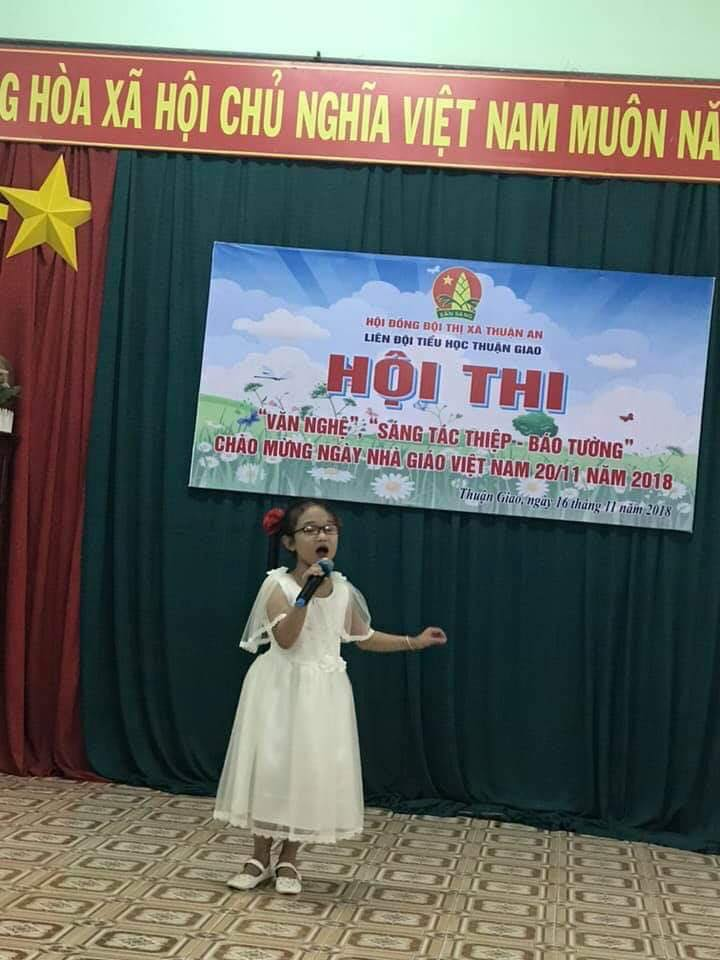 G HÒA XÃ HỘI CHỦ NGHĨA VIỆT NAM MUÔN NĂ
SẴN SÀNG
HỘI ĐỒNG ĐỘI THỊ XÃ THUẬN AN
LIÊN ĐỘI TIỂU HỌC THUẬN GIAO
HỘI THI
"VĂN NGHỆ", "SÁNG TÁC THIỆP - BÁO TƯỜNG"
CHÀO MỪNG NGÀY NHÀ GIÁO VIỆT NAM 20/11 NĂM 2018
Thuận Giao, ngày 16 tháng 11 năm 2018